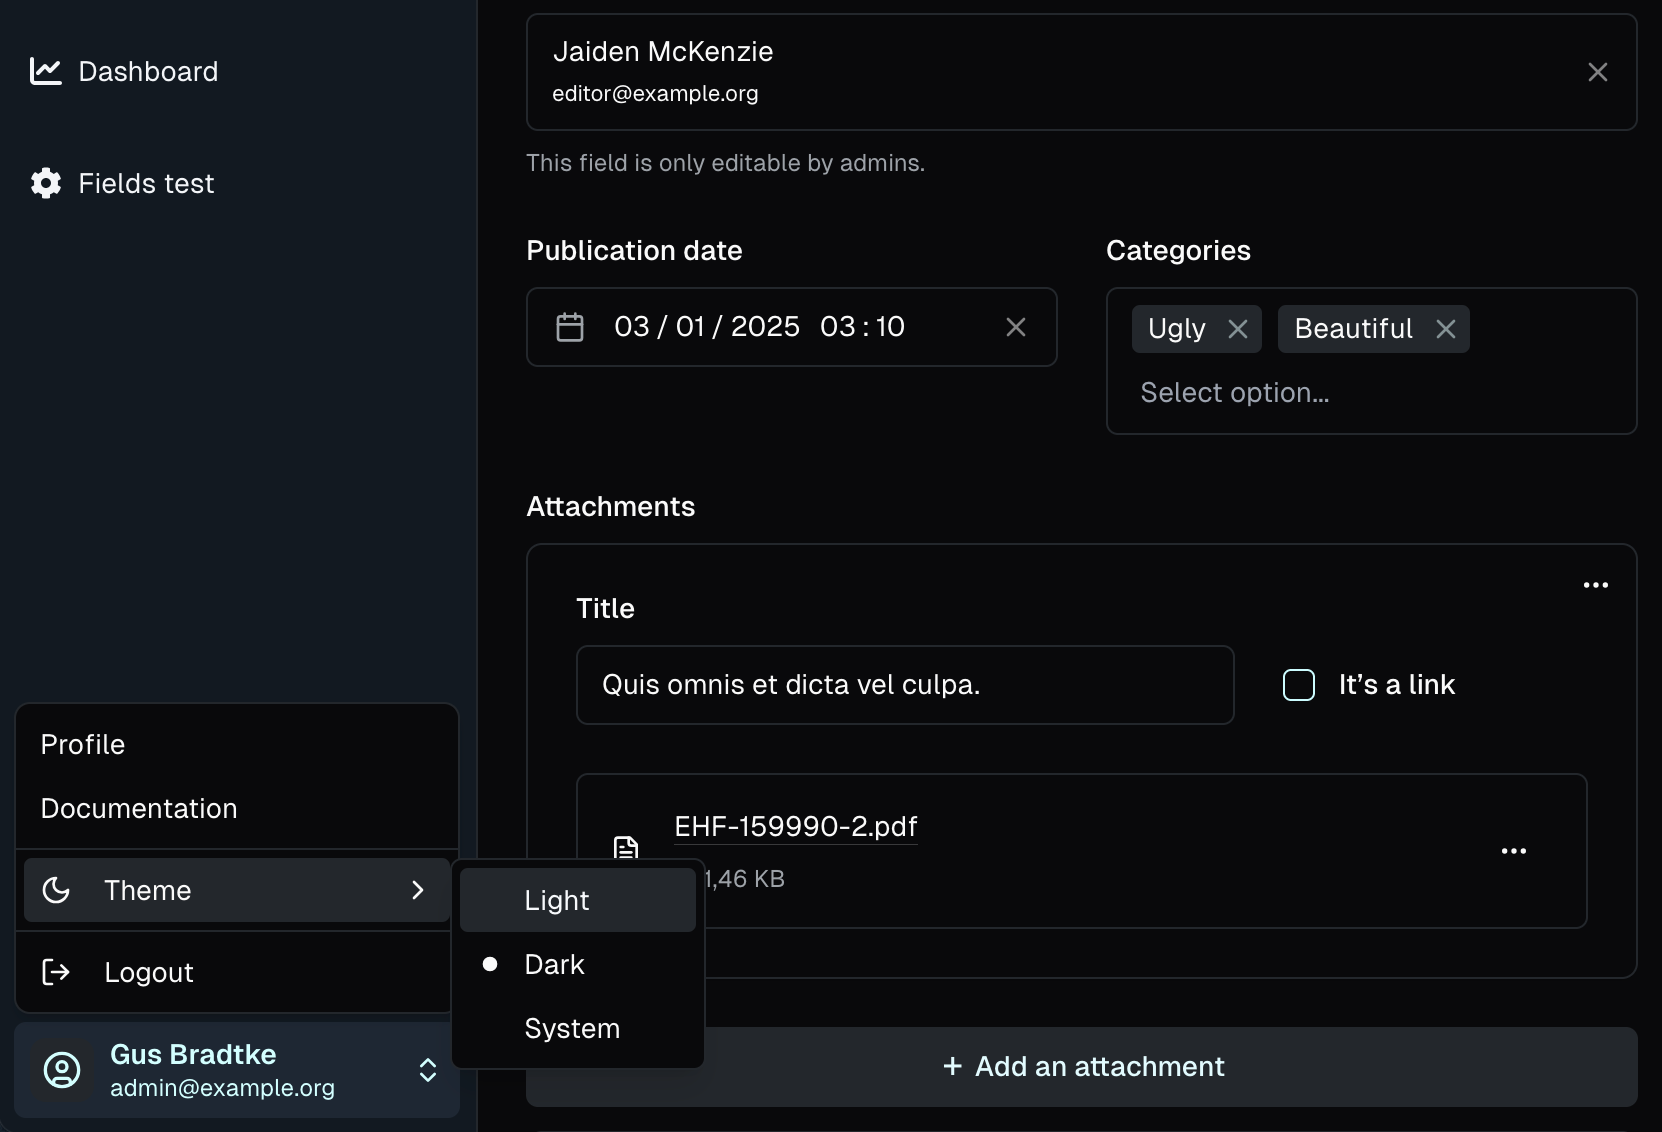 Dashboard
Fields test
Jaiden McKenzie
editor@example.org
This field is only editable by admins.
Publication date
03 / 01 / 2025 03 : 10
Categories
Ugly
Beautiful
Select option...
Attachments
Title
Quis omnis et dicta vel culpa.
It's a link
EHF-159990-2.pdf
1,46 KB
+ Add an attachment
Profile
Documentation
Theme
Logout
Light
Dark
System
Gus Bradtke
admin@example.org